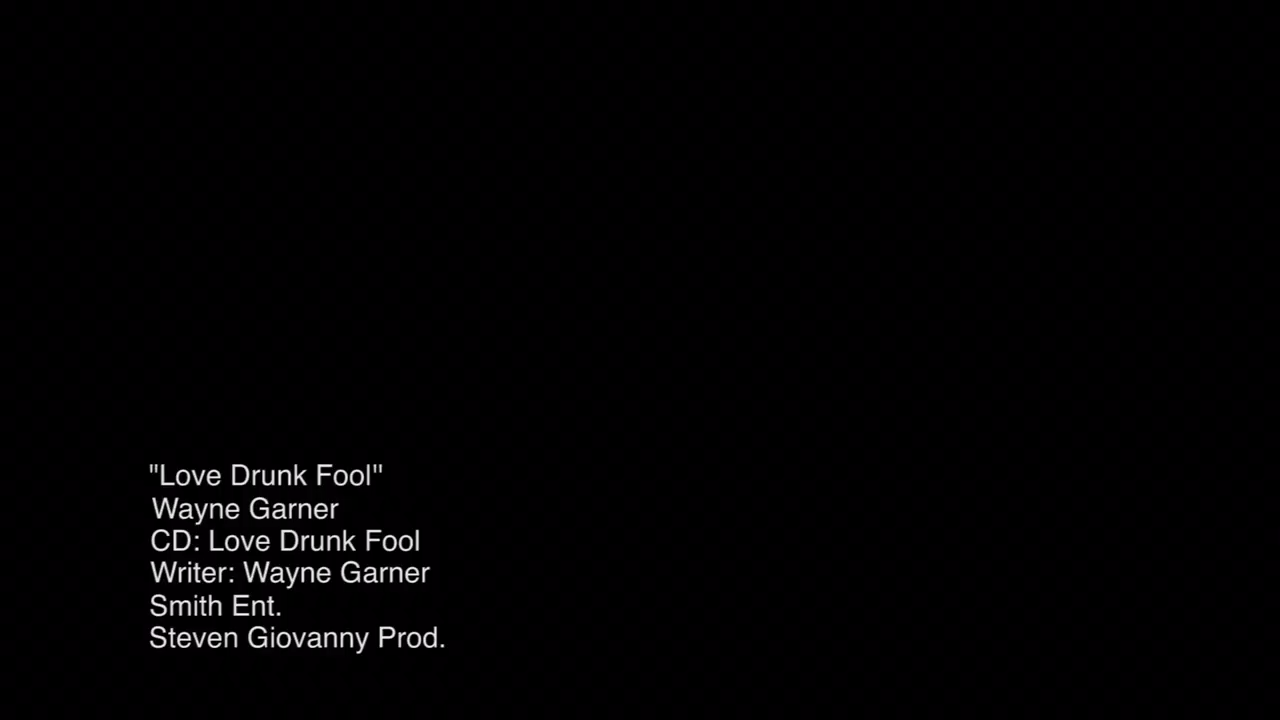 "Love Drunk Fool"
Wayne Garner
CD: Love Drunk Fool
Writer: Wayne Garner
Smith Ent.
Steven Giovanny Prod.